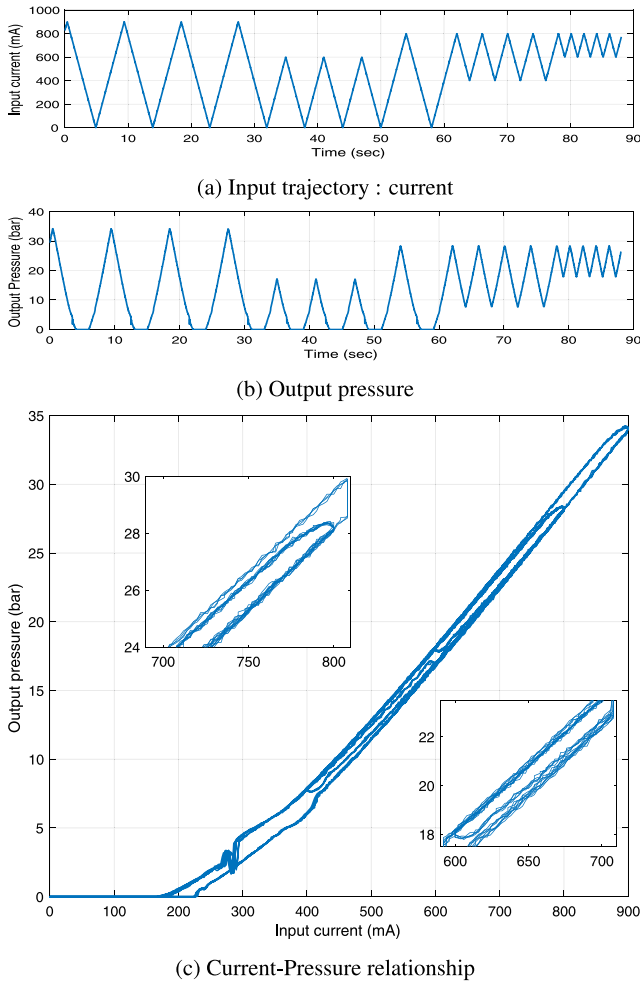 1000
800
600
400
200
0
Input current (mA)
0 10 20 30 40 50 60 70 80 90
Time (sec)
(a) Input trajectory : current
40
30
20
10
0
Output Pressure (bar)
0 10 20 30 40 50 60 70 80 90
Time (sec)
(b) Output pressure
35
30
25
20
15
10
5
0
Output pressure (bar)
30
28
26
24
700 750 800
22
20
18
600 650 700
0 100 200 300 400 500 600 700 800 900
Input current (mA)
(c) Current-Pressure relationship